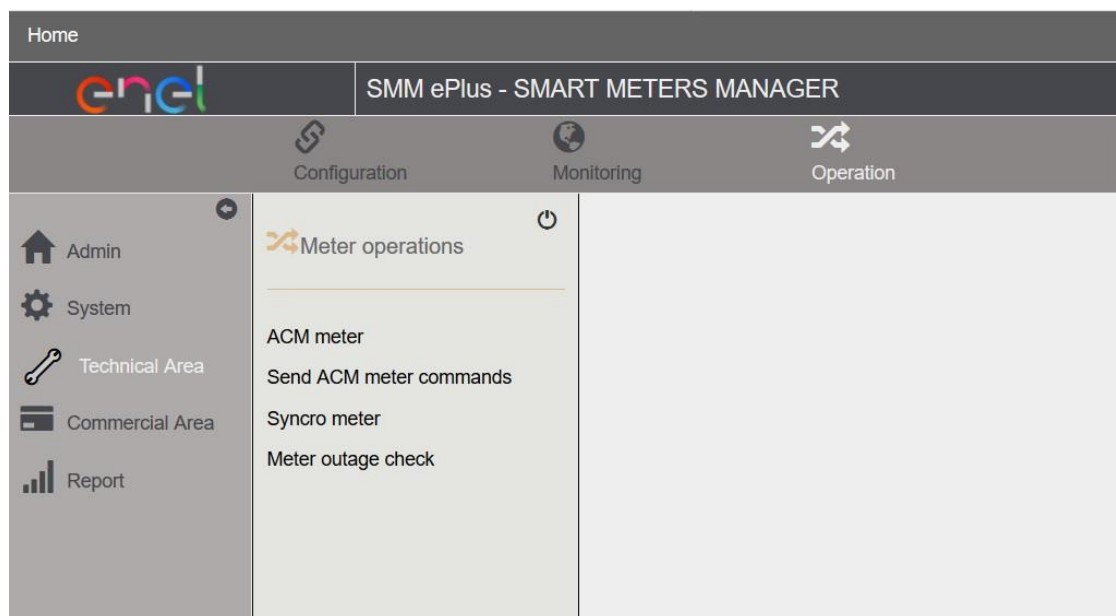 Home
enel
SMM ePlus - SMART METERS MANAGER
Configuration
Monitoring
Operation
Admin
System
Technical Area
Commercial Area
Report
Meter operations
ACM meter
Send ACM meter commands
Syncro meter
Meter outage check